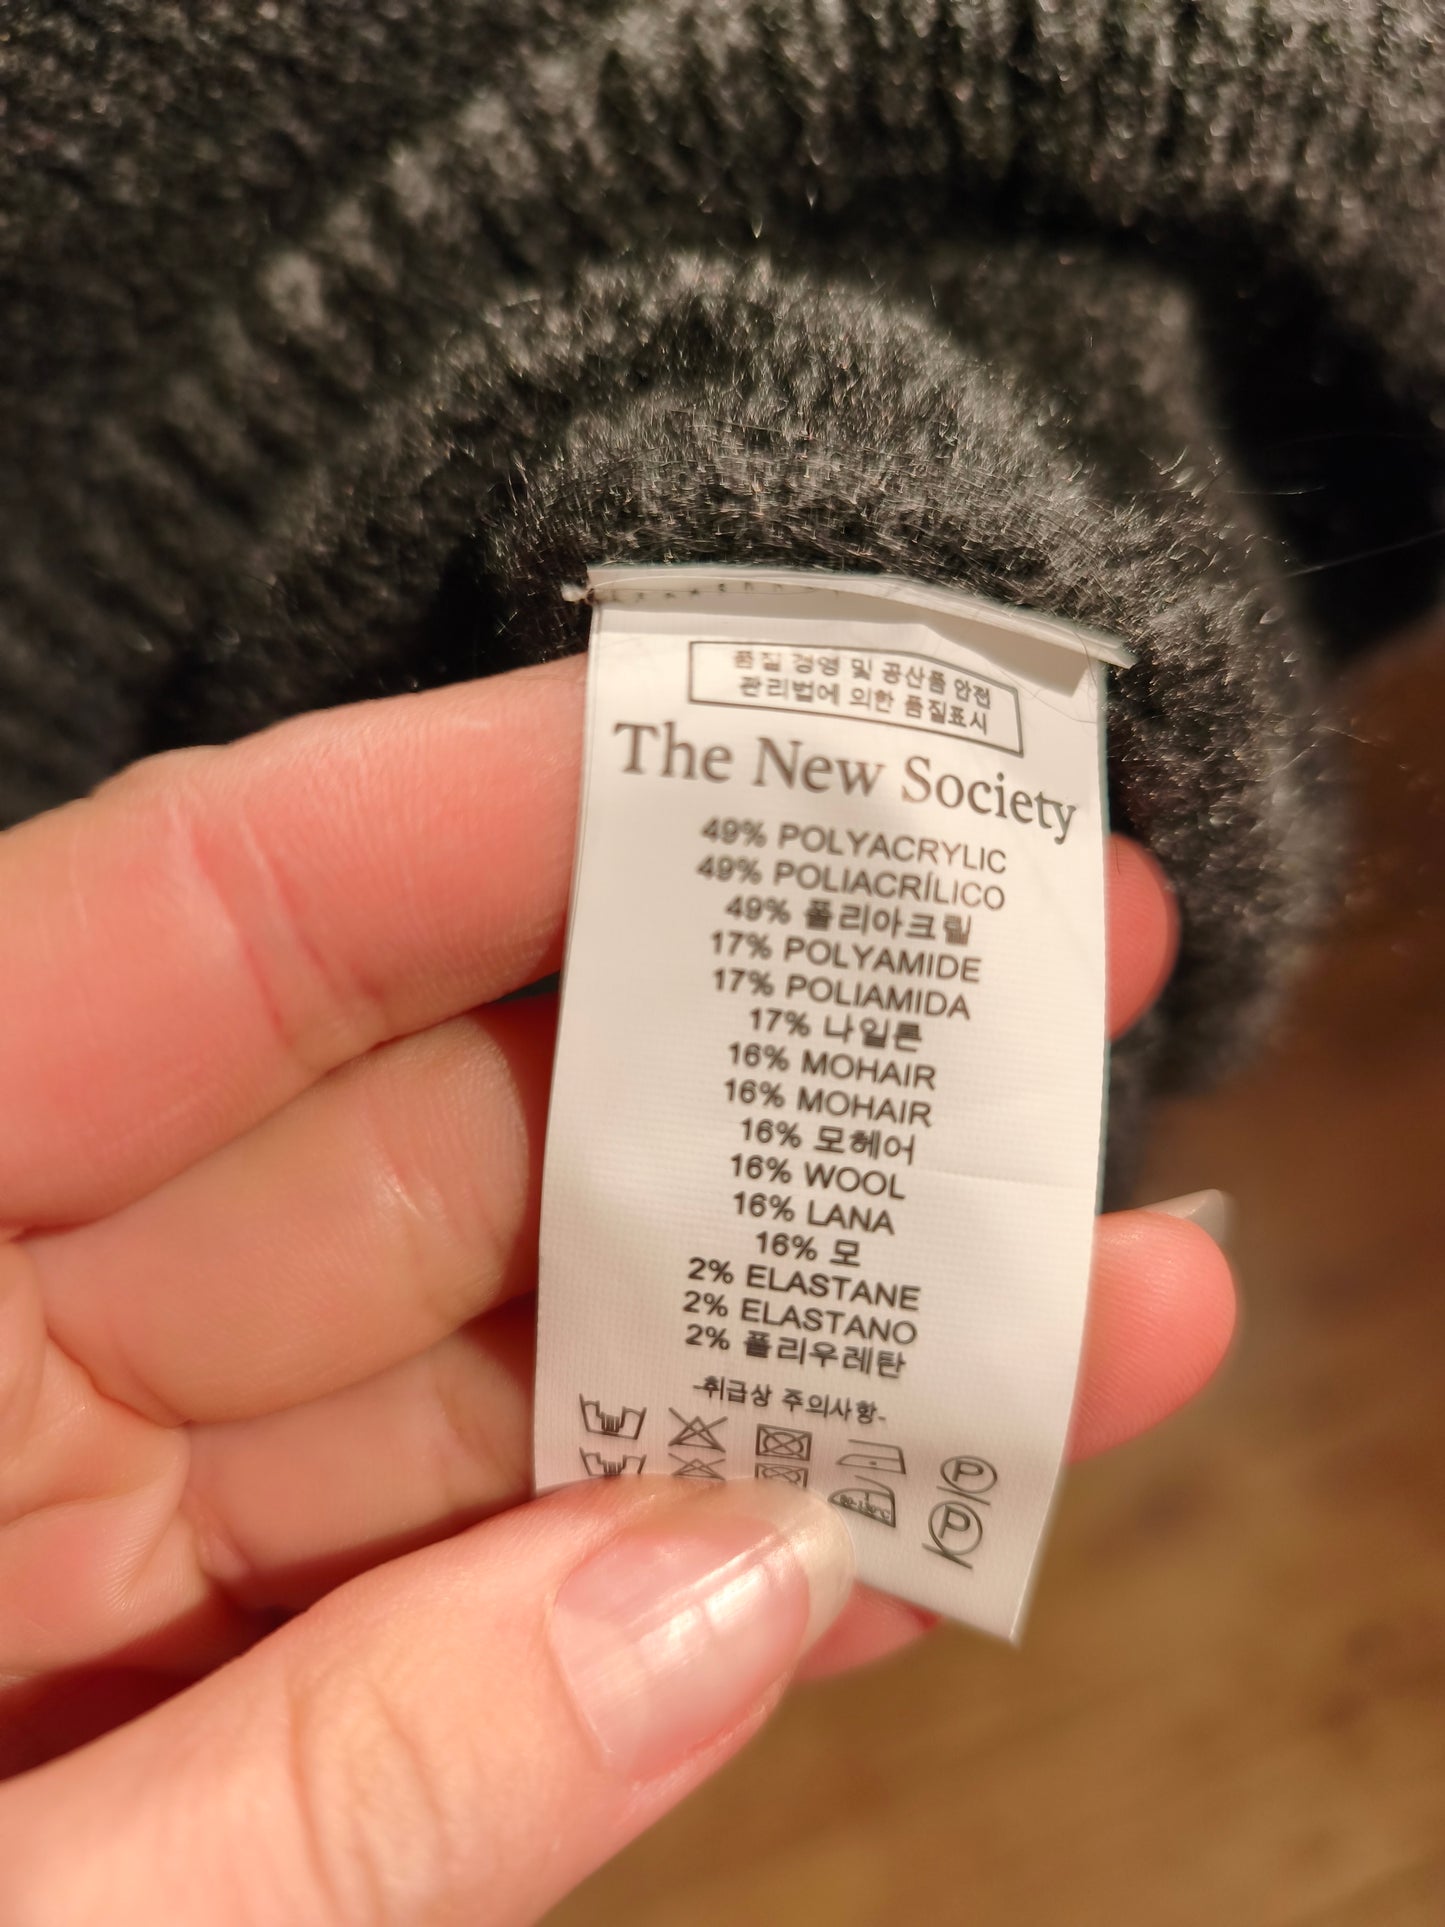 품질 경영 및 공산품 안전
관리법에 의한 품질표시
The New Society
49% POLYACRYLIC
49% POLIACRÍLICO
49% 폴리아크릴
17% POLYAMIDE
17% POLIAMIDA
17% 나일론
16% MOHAIR
16% MOHAIR
16% 모헤어
16% WOOL
16% LANA
16% 모
2% ELASTANE
2% ELASTANO
2% 폴리우레탄
-취급상 주의사항-
P
P